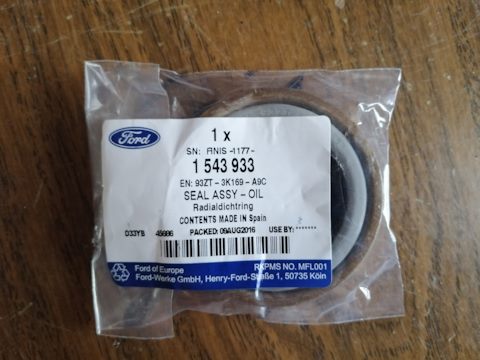 Ford
1 x
SN: ANIS -1177-
1 543 933
EN: 93ZT - 3K169 - A9C
SEAL ASSY - OIL
Radialdichtring
CONTENTS MADE IN Spain
D33YB 45686 PACKED: 09AUG2016 USE BY: *******
Ford of Europe RKPMS NO. MFL001
Ford-Werke GmbH, Henry-Ford-Straße 1, 50735 Köln